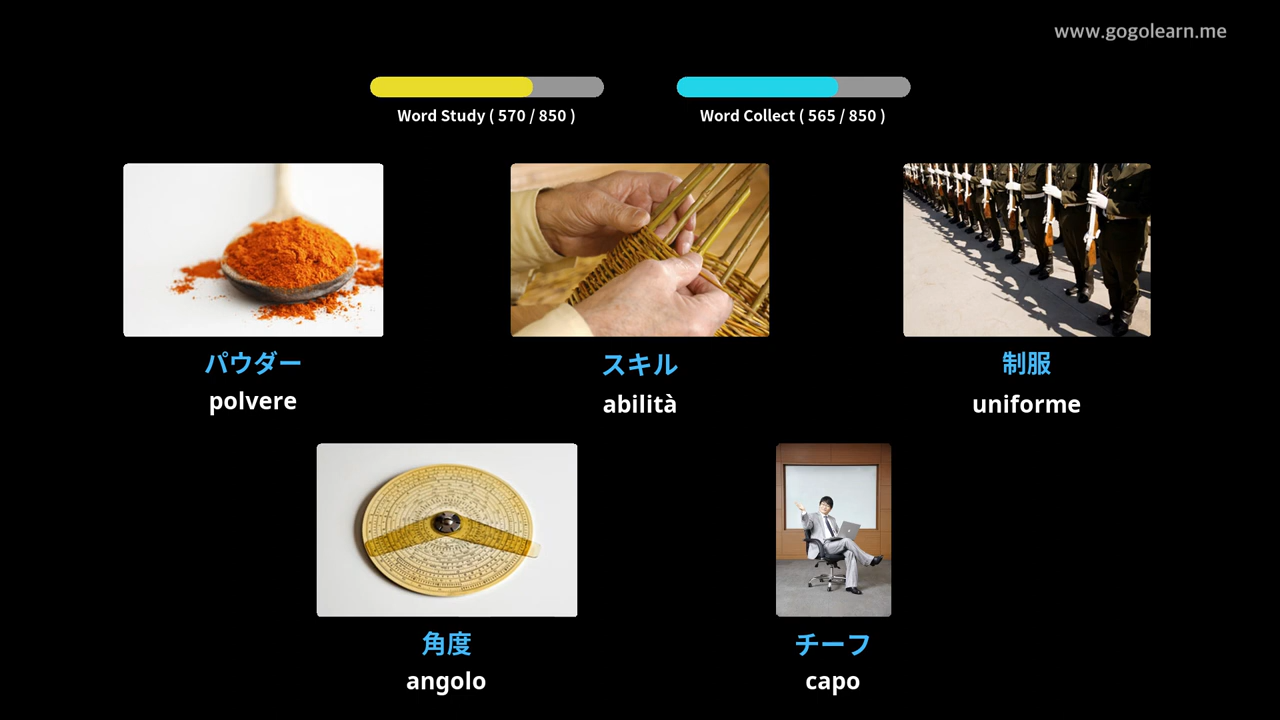 www.gogolearn.me
Word Study ( 570 / 850 )
Word Collect ( 565 / 850 )
パウダー
polvere
スキル
abilità
制服
uniforme
角度
angolo
チーフ
capo